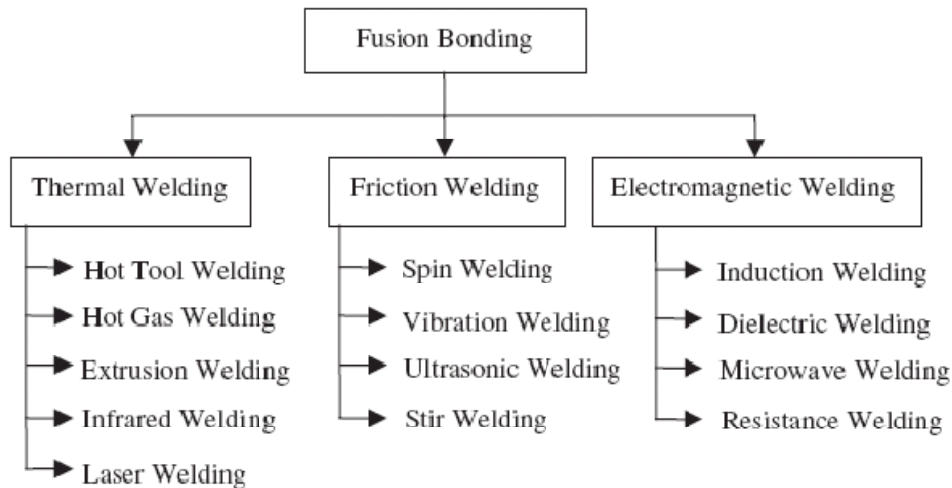 Fusion Bonding
Thermal Welding
Hot Tool Welding
Hot Gas Welding
Extrusion Welding
Infrared Welding
Laser Welding
Friction Welding
Spin Welding
Vibration Welding
Ultrasonic Welding
Stir Welding
Electromagnetic Welding
Induction Welding
Dielectric Welding
Microwave Welding
Resistance Welding